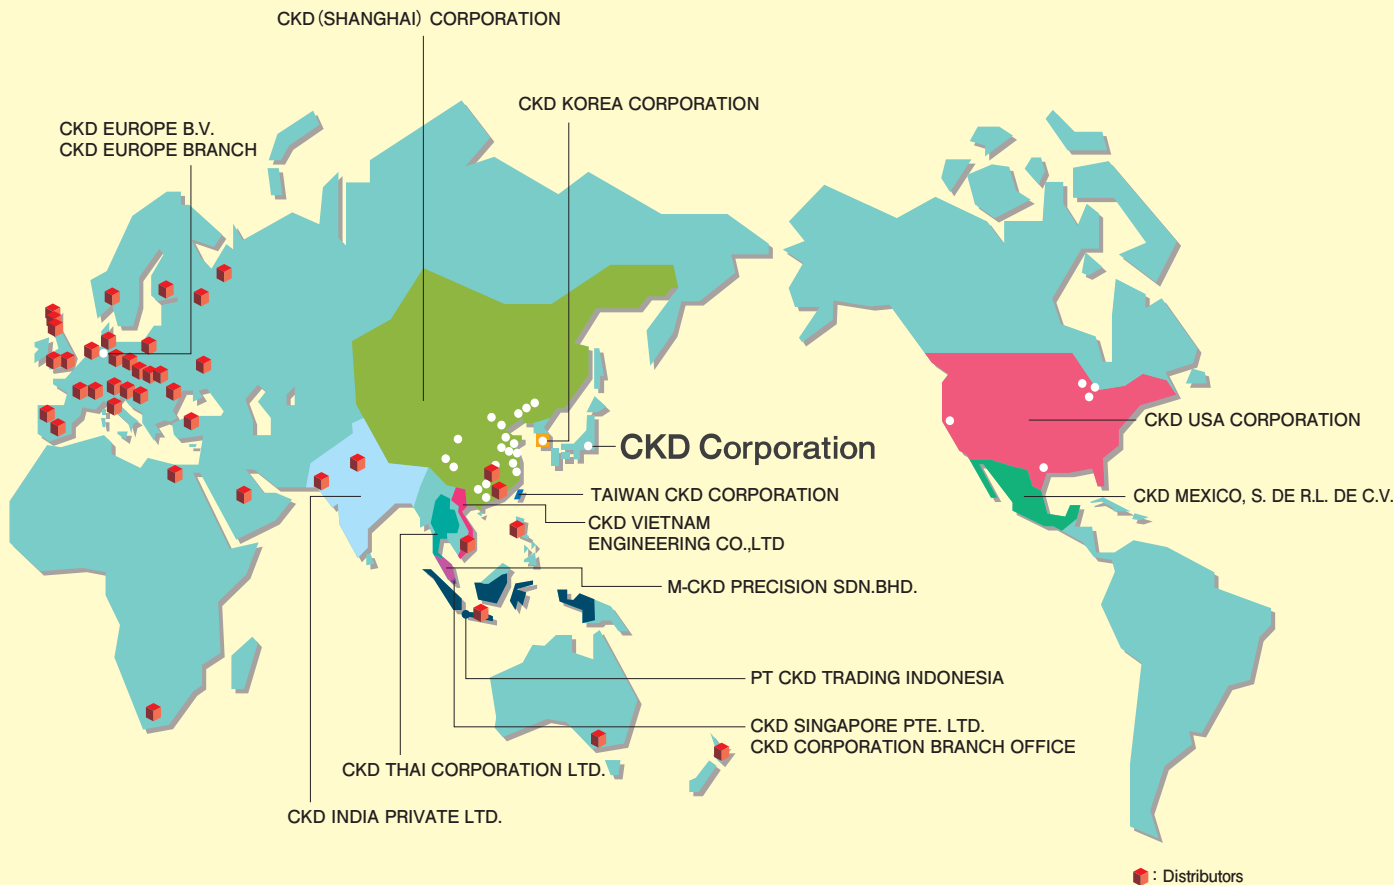 CKD (SHANGHAI) CORPORATION
CKD KOREA CORPORATION
CKD EUROPE B.V.
CKD EUROPE BRANCH
CKD USA CORPORATION
CKD Corporation
TAIWAN CKD CORPORATION
CKD MEXICO, S. DE R.L. DE C.V.
CKD VIETNAM
ENGINEERING CO.,LTD
M-CKD PRECISION SDN.BHD.
PT CKD TRADING INDONESIA
CKD SINGAPORE PTE. LTD.
CKD CORPORATION BRANCH OFFICE
CKD THAI CORPORATION LTD.
CKD INDIA PRIVATE LTD.
: Distributors